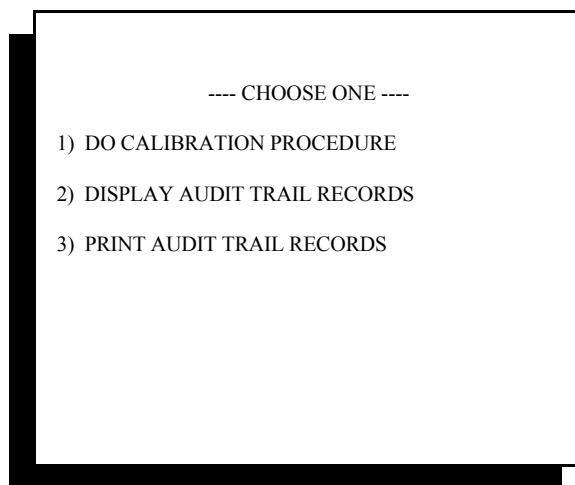 ---- CHOOSE ONE ----
1) DO CALIBRATION PROCEDURE
2) DISPLAY AUDIT TRAIL RECORDS
3) PRINT AUDIT TRAIL RECORDS